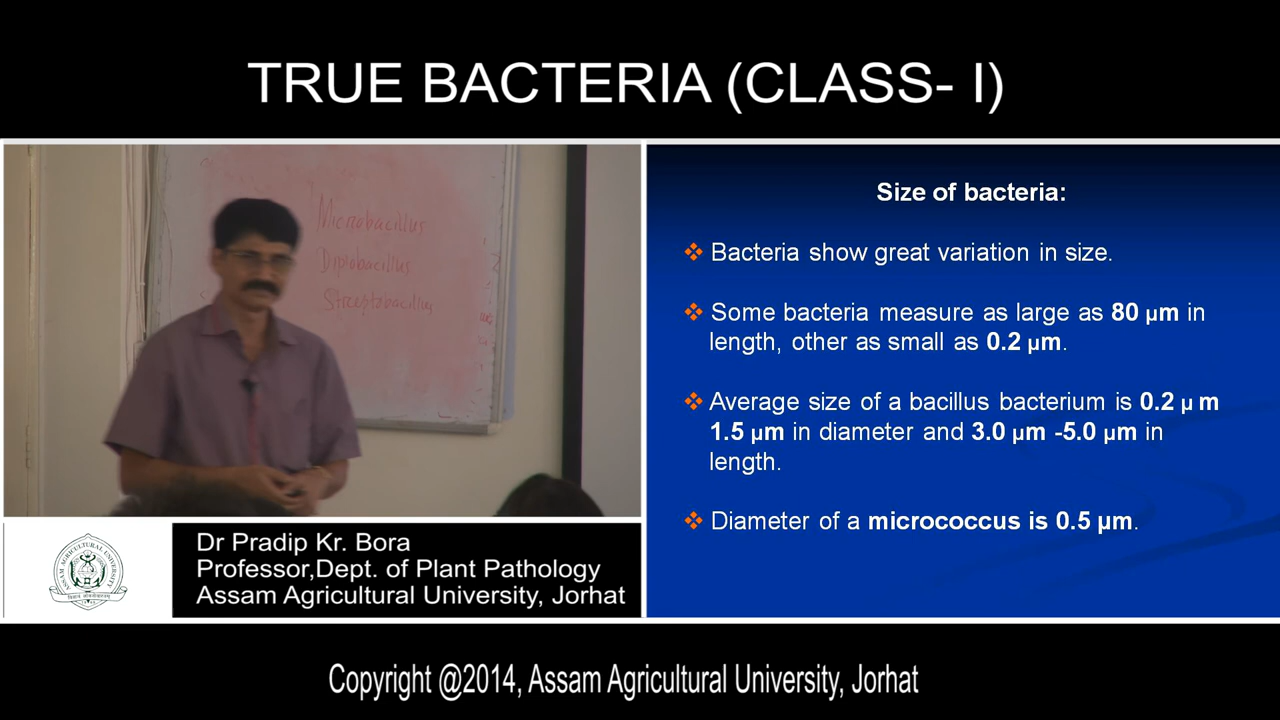 TRUE BACTERIA (CLASS- I)
Microbacillus
Diplobacillus
Streptobacillus
Size of bacteria:
❖ Bacteria show great variation in size.
❖ Some bacteria measure as large as 80 µm in
length, other as small as 0.2 µm.
❖ Average size of a bacillus bacterium is 0.2 µ m
1.5 µm in diameter and 3.0 µm -5.0 µm in
length.
❖ Diameter of a micrococcus is 0.5 µm.
ASSAM AGRICULTURAL UNIVERSITY
Dr Pradip Kr. Bora
Professor,Dept. of Plant Pathology
Assam Agricultural University, Jorhat
Copyright @2014, Assam Agricultural University, Jorhat